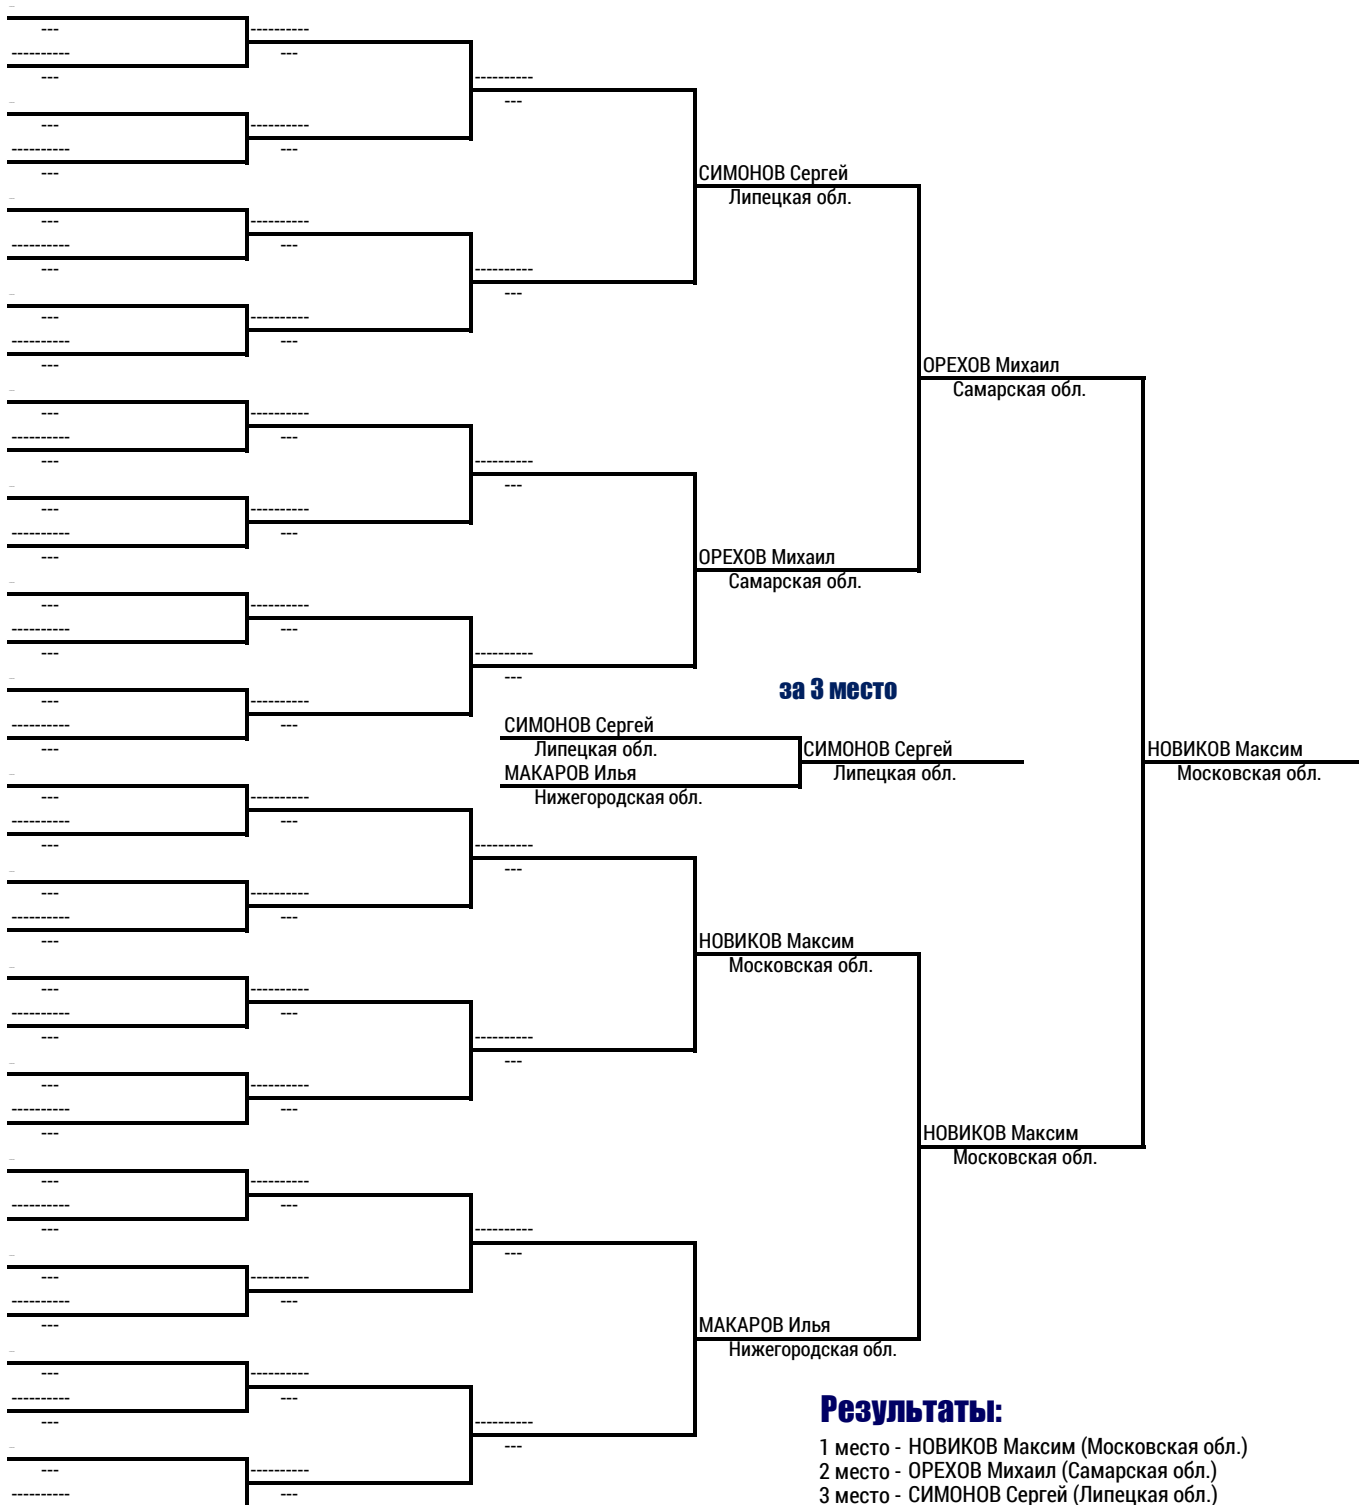 СИМОНОВ Сергей
Липецкая обл.
ОРЕХОВ Михаил
Самарская обл.
ОРЕХОВ Михаил
Самарская обл.
за 3 место
СИМОНОВ Сергей
Липецкая обл.
МАКАРОВ Илья
Нижегородская обл.
СИМОНОВ Сергей
Липецкая обл.
НОВИКОВ Максим
Московская обл.
НОВИКОВ Максим
Московская обл.
НОВИКОВ Максим
Московская обл.
МАКАРОВ Илья
Нижегородская обл.
Результаты:
1 место - НОВИКОВ Максим (Московская обл.)
2 место - ОРЕХОВ Михаил (Самарская обл.)
3 место - СИМОНОВ Сергей (Липецкая обл.)